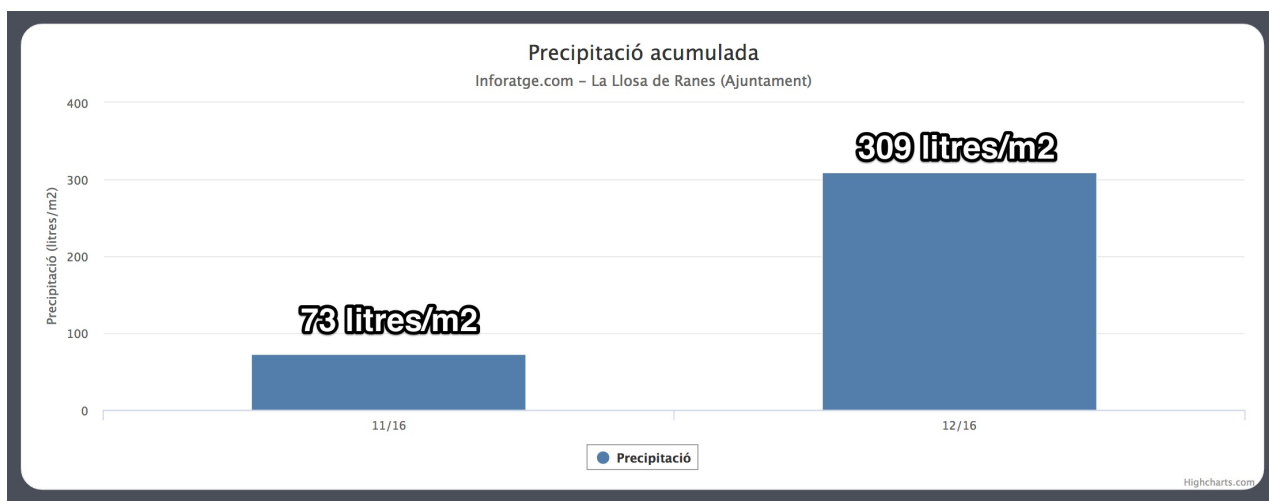 Precipitació acumulada
Inforatge.com – La Llosa de Ranes (Ajuntament)
Precipitació (litres/m2)
400
300
200
100
0
73 litres/m2
309 litres/m2
11/16
12/16
Precipitació
Highcharts.com